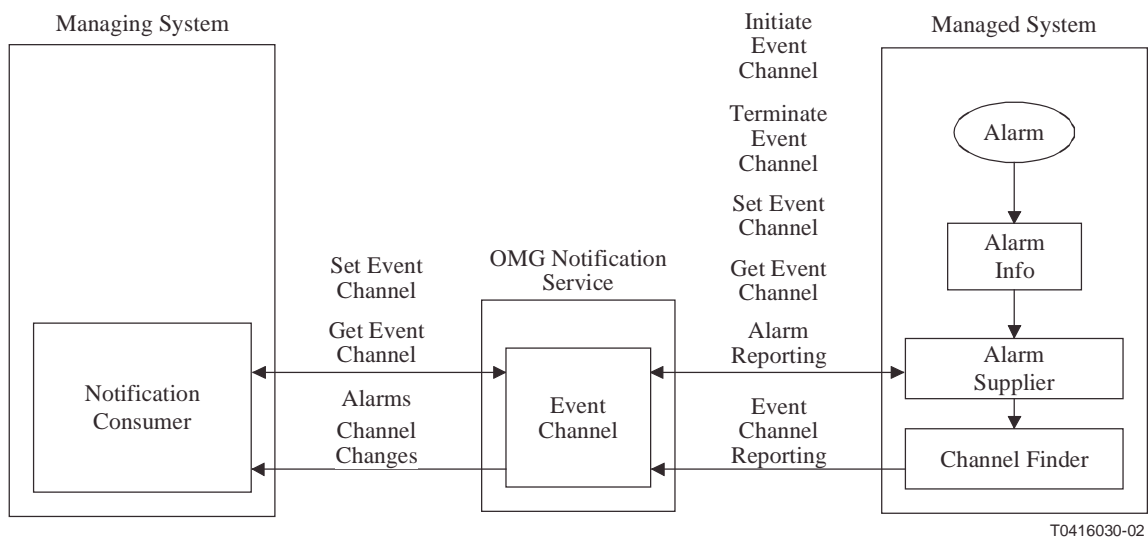 Managing System
Initiate
Event
Channel
Managed System
Terminate
Event
Channel
Alarm
Set Event
Channel
Alarm
Info
Set Event
Channel
OMG Notification
Service
Get Event
Channel
Get Event
Channel
Alarm
Reporting
Alarm
Supplier
Notification
Consumer
Alarms
Channel
Changes
Event
Channel
Event
Channel
Reporting
Channel Finder
T0416030-02